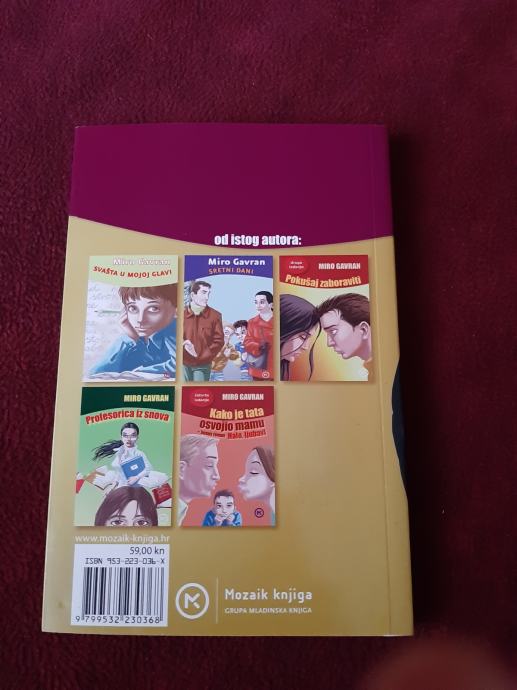 od istog autora:
Miro Gavran
SVAŠTA U MOJOJ GLAVI
Miro Gavran
SRETNI DANI
drugo izdanje
MIRO GAVRAN
Pokušaj zaboraviti
MIRO GAVRAN
Profesorica iz snova
četvrto izdanje
MIRO GAVRAN
Kako je tata
osvojio mamu
Halo, ljubavi
www.mozaik-knjiga.hr
59,00 kn
ISBN 953-223-036-X
9 799532 230368
Mozaik knjiga
GRUPA MLADINSKA KNJIGA